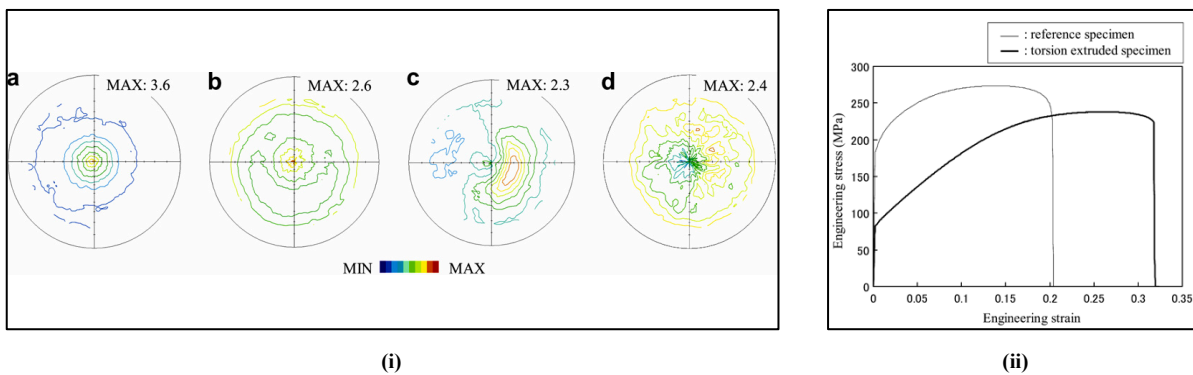 a
MAX: 3.6
b
MAX: 2.6
c
MAX: 2.3
d
MAX: 2.4
MIN MAX
(i)
: reference specimen
: torsion extruded specimen
Engineering stress (MPa)
300
250
200
150
100
50
0
0 0.05 0.1 0.15 0.2 0.25 0.3 0.35
Engineering strain
(ii)